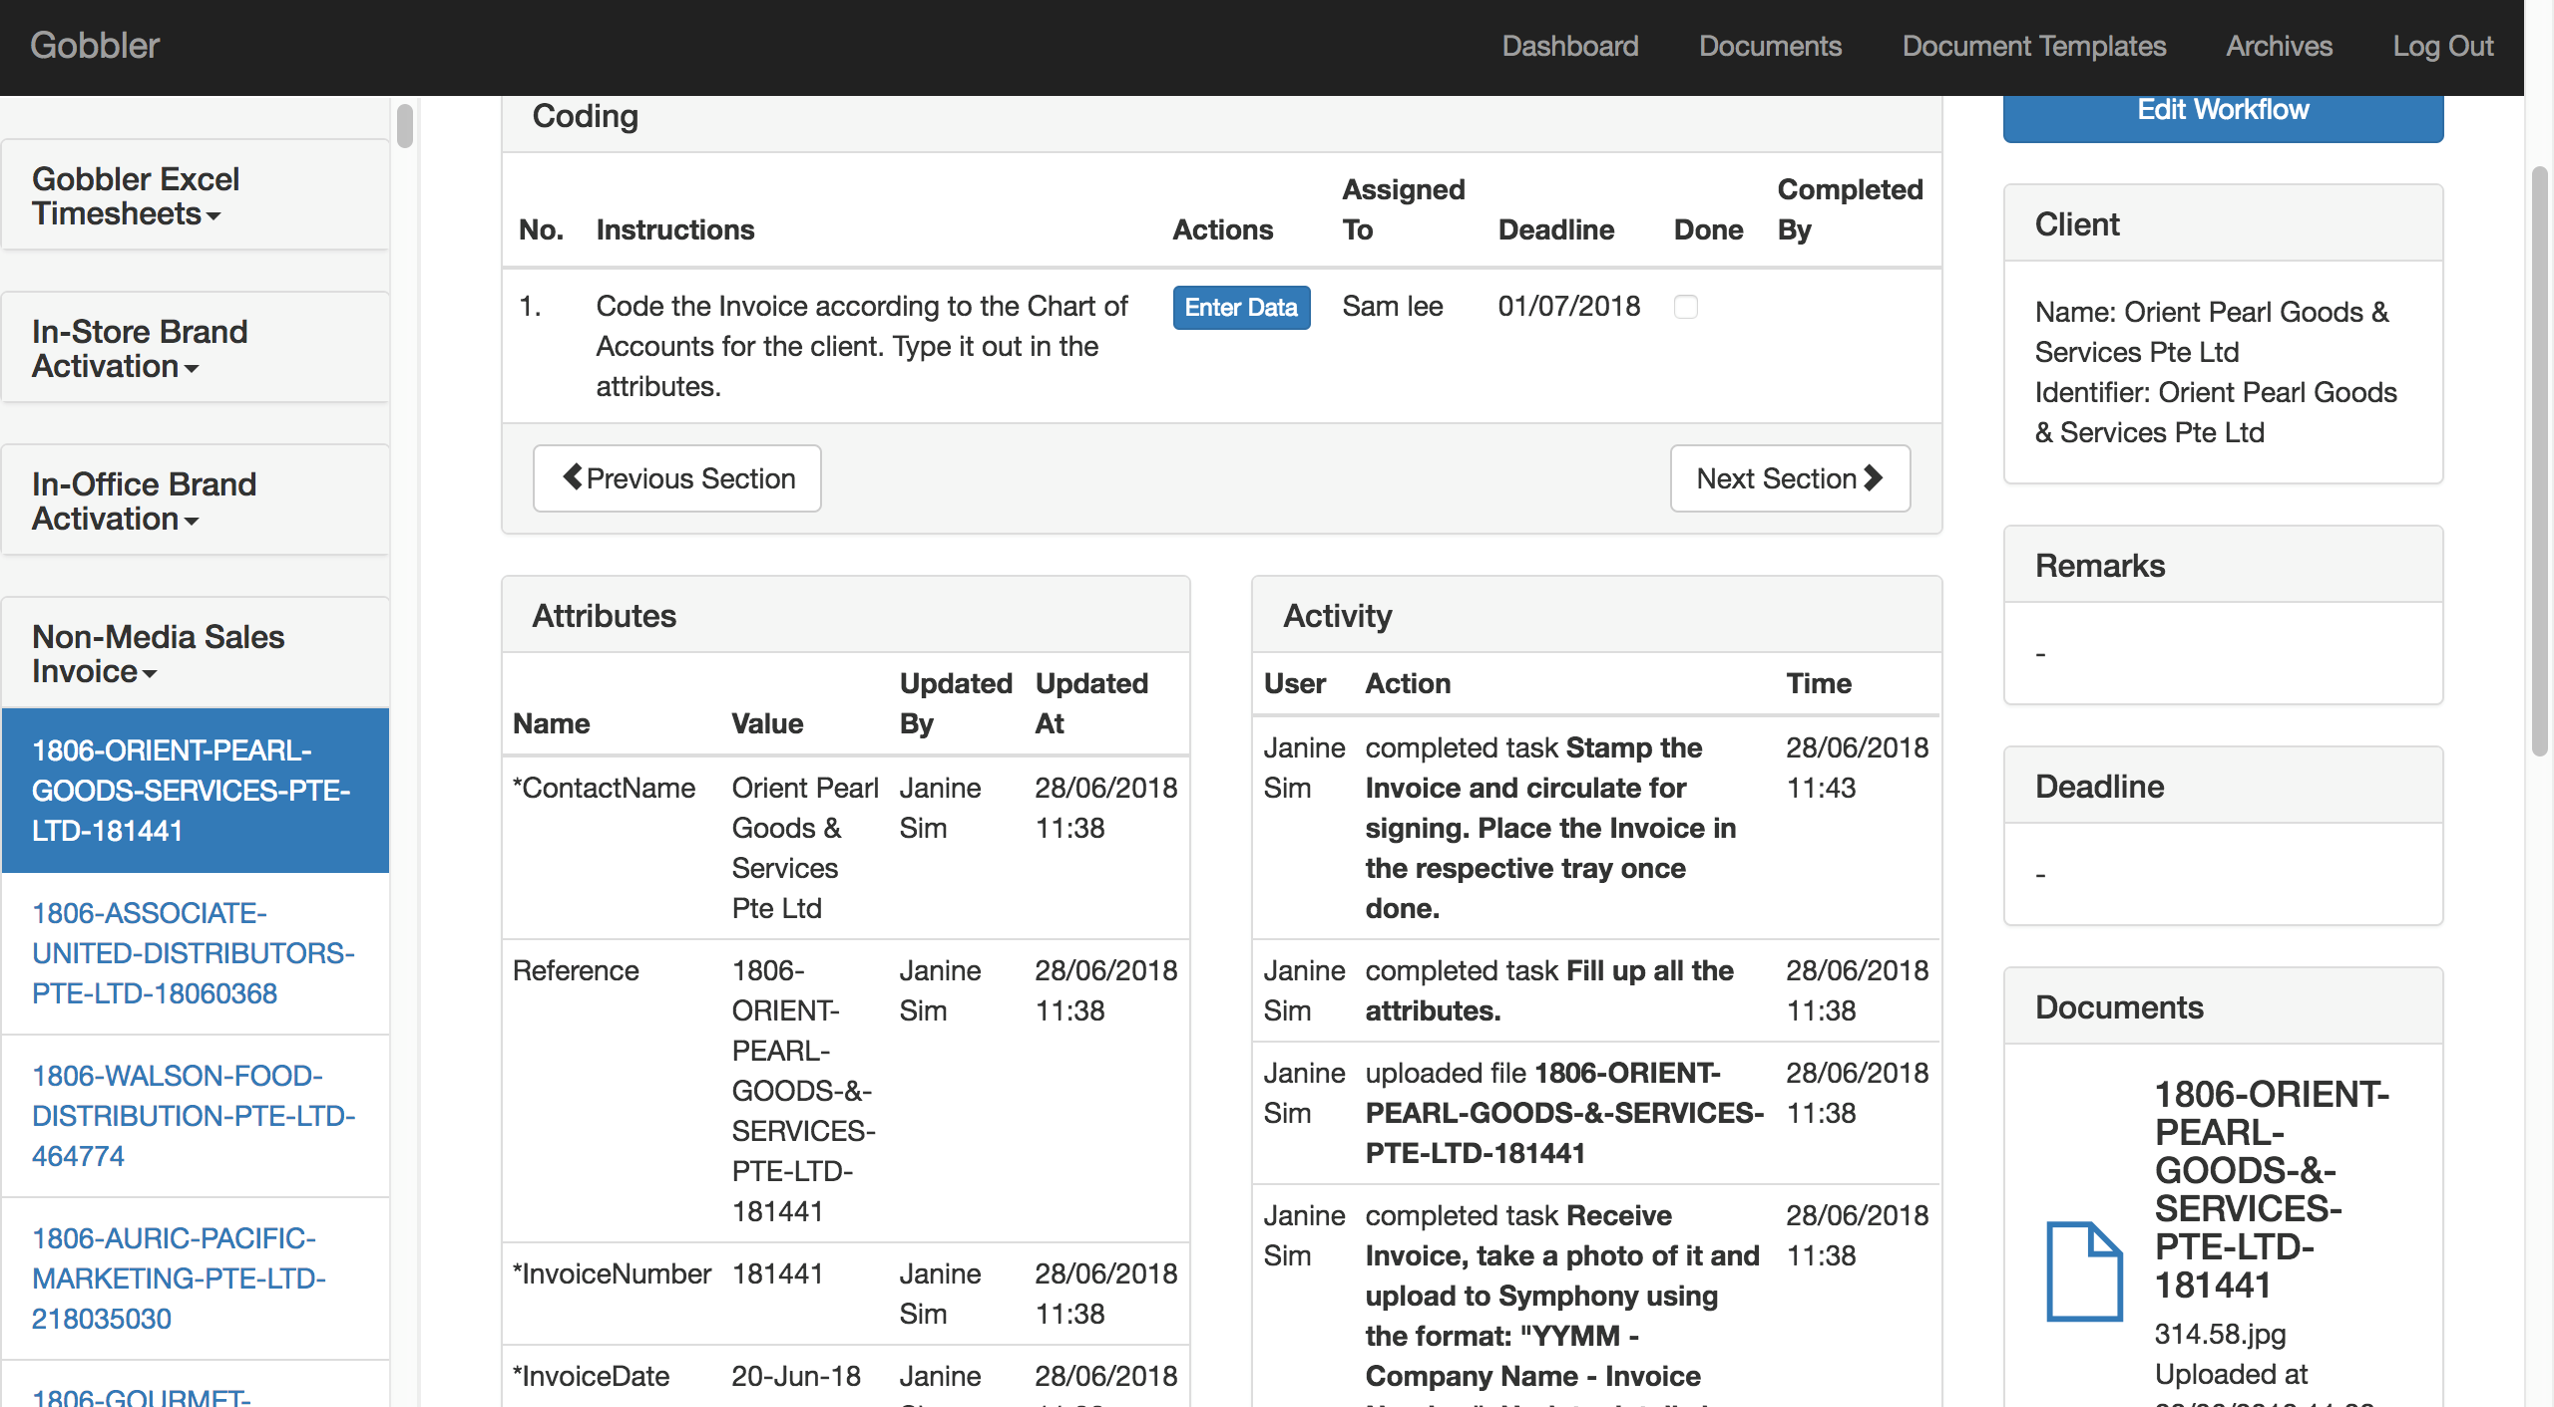 Gobbler
Dashboard
Documents
Document Templates
Archives
Log Out
Gobbler Excel
Timesheets
In-Store Brand
Activation
In-Office Brand
Activation
Non-Media Sales
Invoice
1806-ORIENT-PEARL-
GOODS-SERVICES-PTE-
LTD-181441
1806-ASSOCIATE-
UNITED-DISTRIBUTORS-
PTE-LTD-18060368
1806-WALSON-FOOD-
DISTRIBUTION-PTE-LTD-
464774
1806-AURIC-PACIFIC-
MARKETING-PTE-LTD-
218035030
1806-GOURMET-
Coding
No.
Instructions
Actions
Assigned
To
Deadline
Done
Completed
By
1.
Code the Invoice according to the Chart of
Accounts for the client. Type it out in the
attributes.
Enter Data
Sam lee
01/07/2018
Previous Section
Next Section
Attributes
Name
Value
Updated
By
Updated
At
*ContactName
Orient Pearl
Goods &
Services
Pte Ltd
Janine
Sim
28/06/2018
11:38
Reference
1806-
ORIENT-
PEARL-
GOODS-&-
SERVICES-
PTE-LTD-
181441
Janine
Sim
28/06/2018
11:38
*InvoiceNumber
181441
Janine
Sim
28/06/2018
11:38
*InvoiceDate
20-Jun-18
Janine
28/06/2018
Activity
User
Action
Time
Janine
Sim
completed task Stamp the
Invoice and circulate for
signing. Place the Invoice in
the respective tray once
done.
28/06/2018
11:43
Janine
Sim
completed task Fill up all the
attributes.
28/06/2018
11:38
Janine
Sim
uploaded file 1806-ORIENT-
PEARL-GOODS-&-SERVICES-
PTE-LTD-181441
28/06/2018
11:38
Janine
Sim
completed task Receive
Invoice, take a photo of it and
upload to Symphony using
the format: "YYMM -
Company Name - Invoice
28/06/2018
11:38
Edit Workflow
Client
Name: Orient Pearl Goods &
Services Pte Ltd
Identifier: Orient Pearl Goods
& Services Pte Ltd
Remarks
-
Deadline
-
Documents
1806-ORIENT-
PEARL-
GOODS-&-
SERVICES-
PTE-LTD-
181441
314.58.jpg
Uploaded at